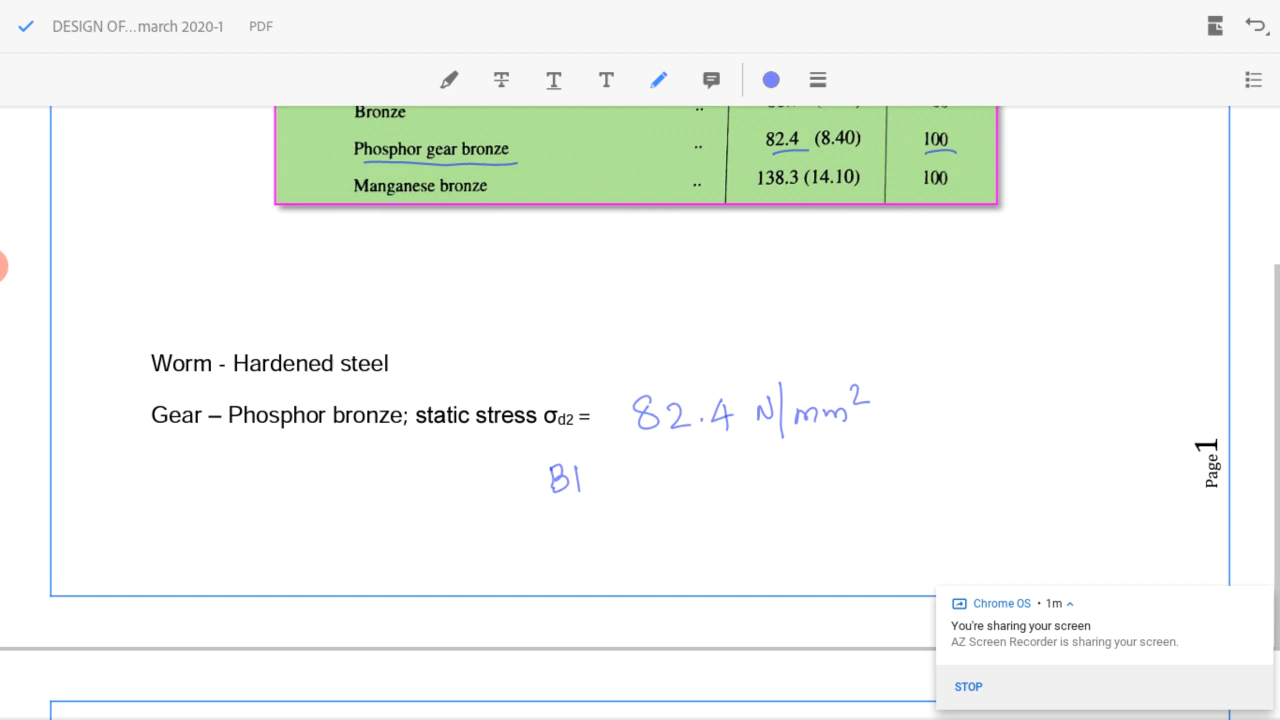 DESIGN OF...march 2020-1 PDF
Bronze ..
Phosphor gear bronze .. 82.4 (8.40) 100
Manganese bronze .. 138.3 (14.10) 100
Worm - Hardened steel
Gear – Phosphor bronze; static stress σd2 = 82.4 N/mm²
BI
Page 1
Chrome OS • 1m
You're sharing your screen
AZ Screen Recorder is sharing your screen.
STOP